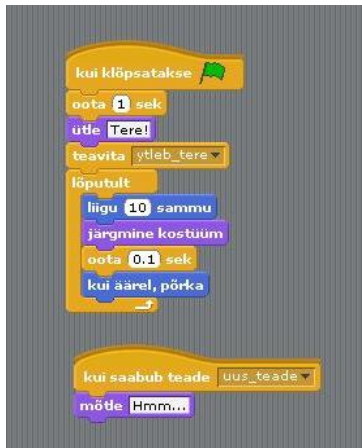 kui klõpsatakse
oota 1 sek
ütle Tere!
teavita ytleb_tere
lõputult
liigu 10 sammu
järgmine kostüüm
oota 0.1 sek
kui äärel, põrka
kui saabub teade uus_teade
mõtle Hmm...